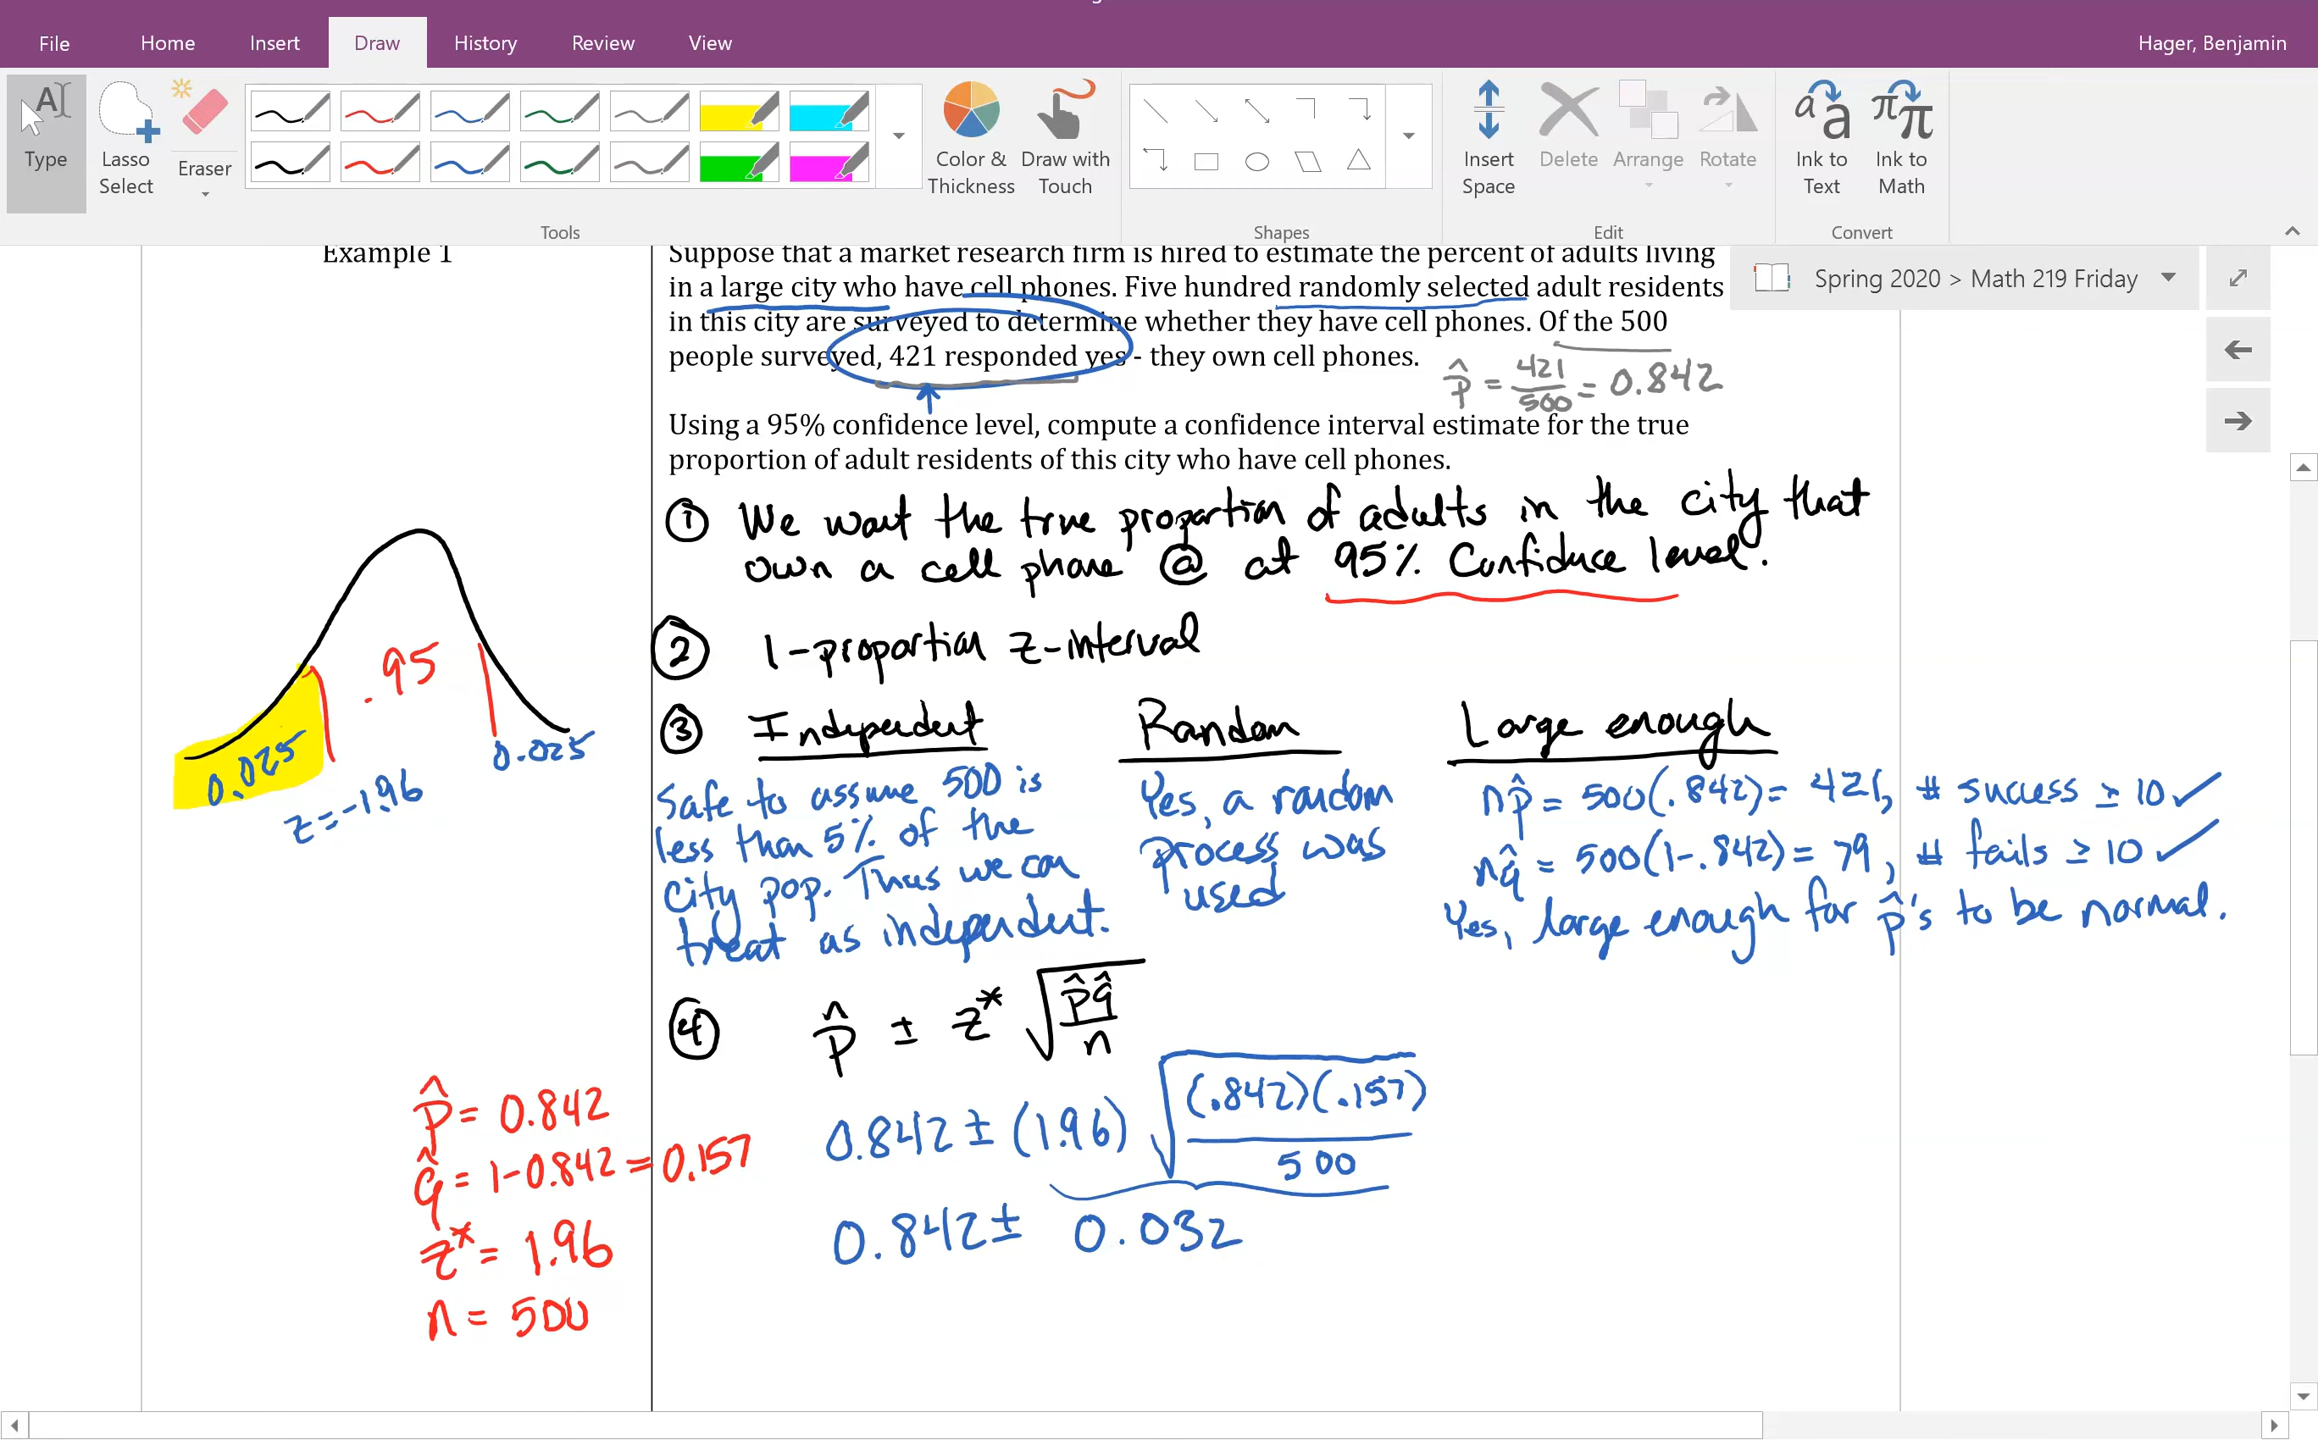 File Home Insert Draw History Review View Hager, Benjamin
Type Lasso Select Eraser Color & Thickness Draw with Touch Insert Space Delete Arrange Rotate Ink to Text Ink to Math
Tools Shapes Edit Convert
Spring 2020 > Math 219 Friday
Example 1
Suppose that a market research firm is hired to estimate the percent of adults living
in a large city who have cell phones. Five hundred randomly selected adult residents
in this city are surveyed to determine whether they have cell phones. Of the 500
people surveyed, 421 responded yes - they own cell phones.
p̂ = 421/500 = 0.842
Using a 95% confidence level, compute a confidence interval estimate for the true
proportion of adult residents of this city who have cell phones.
① We want the true proportion of adults in the city that
own a cell phone @ at 95% Confidence level.
② 1-proportion z-interval
.95
0.025
0.025
z = -1.96
③ Independent Random Large enough
Safe to assume 500 is
less than 5% of the
city pop. Thus we can
treat as independent.
Yes, a random
process was
used
np̂ = 500(.842) = 421, # success ≥ 10 ✓
nq̂ = 500(1-.842) = 79, # fails ≥ 10 ✓
Yes, large enough for p̂'s to be normal.
④ p̂ ± z* √(p̂q̂/n)
0.842 ± (1.96) √((.842)(.157)/500)
0.842 ± 0.032
p̂ = 0.842
q̂ = 1-0.842 = 0.157
z* = 1.96
n = 500